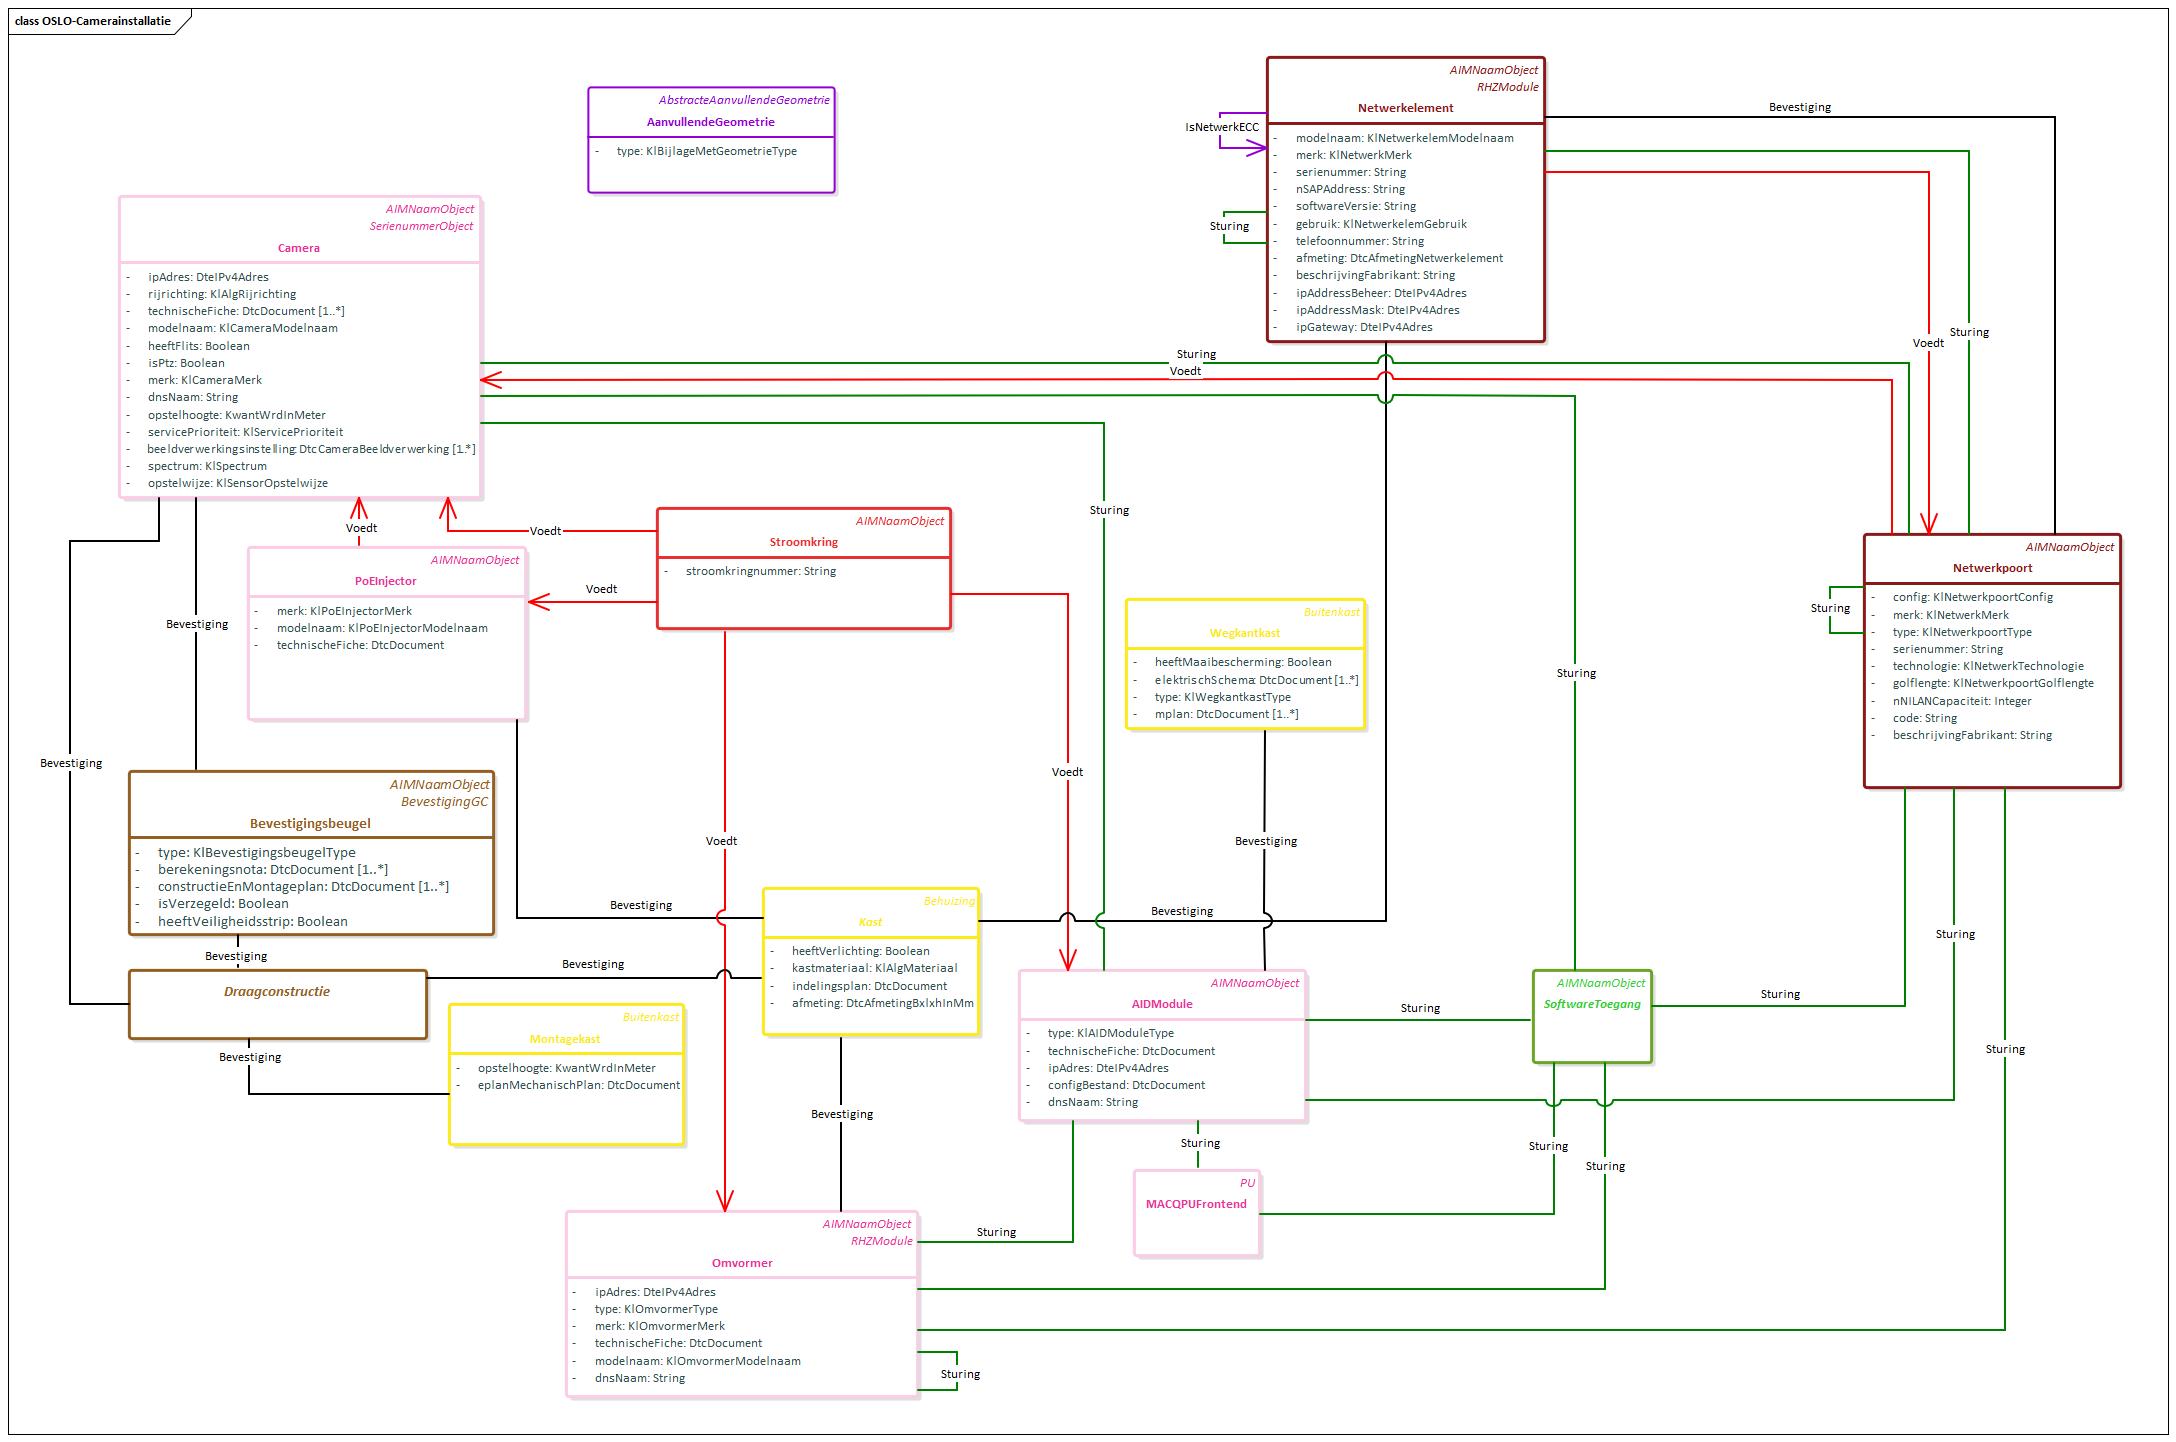 class OSLO-Camerainstallatie
AbstracteAanvullendeGeometrie
AanvullendeGeometrie
- type: KlBijlageMetGeometrieType
AIMNaamObject
RHZModule
Netwerkelement
- modelnaam: KlNetwerkelemModelnaam
- merk: KlNetwerkMerk
- serienummer: String
- nSAPAddress: String
- softwareVersie: String
- gebruik: KlNetwerkelemGebruik
- telefoonnummer: String
- afmeting: DtcAfmetingNetwerkelement
- beschrijvingFabrikant: String
- ipAddressBeheer: DteIPv4Adres
- ipAddressMask: DteIPv4Adres
- ipGateway: DteIPv4Adres
IsNetwerkECC
Sturing
Bevestiging
Sturing
Voedt
AIMNaamObject
SerienummerObject
Camera
- ipAdres: DteIPv4Adres
- rijrichting: KlAlgRijrichting
- technischeFiche: DtcDocument [1..*]
- modelnaam: KlCameraModelnaam
- heeftFlits: Boolean
- isPtz: Boolean
- merk: KlCameraMerk
- dnsNaam: String
- opstelhoogte: KwantWrdInMeter
- servicePrioriteit: KlServicePrioriteit
- beeldverwerkingsinstelling: DtcCameraBeeldverwerking [1.*]
- spectrum: KlSpectrum
- opstelwijze: KlSensorOpstelwijze
Sturing
Voedt
Sturing
Sturing
Voedt
Voedt
Voedt
Bevestiging
Bevestiging
AIMNaamObject
PoEInjector
- merk: KlPoEInjectorMerk
- modelnaam: KlPoEInjectorModelnaam
- technischeFiche: DtcDocument
AIMNaamObject
Stroomkring
- stroomkringnummer: String
Buitenkast
Wegkantkast
- heeftMaaibescherming: Boolean
- elektrischSchema: DtcDocument [1..*]
- type: KlWegkantkastType
- mplan: DtcDocument [1..*]
AIMNaamObject
Netwerkpoort
- config: KlNetwerkpoortConfig
- merk: KlNetwerkMerk
- type: KlNetwerkpoortType
- serienummer: String
- technologie: KlNetwerkTechnologie
- golflengte: KlNetwerkpoortGolflengte
- nNILANCapaciteit: Integer
- code: String
- beschrijvingFabrikant: String
Sturing
Voedt
Voedt
Bevestiging
AIMNaamObject
BevestigingGC
Bevestigingsbeugel
- type: KlBevestigingsbeugelType
- berekeningsnota: DtcDocument [1..*]
- constructieEnMontageplan: DtcDocument [1..*]
- isVerzegeld: Boolean
- heeftVeiligheidsstrip: Boolean
Bevestiging
Bevestiging
Bevestiging
Bevestiging
Behuizing
Kast
- heeftVerlichting: Boolean
- kastmateriaal: KlAlgMateriaal
- indelingsplan: DtcDocument
- afmeting: DtcAfmetingBxlxhInMm
Draagconstructie
Bevestiging
Buitenkast
Montagekast
- opstelhoogte: KwantWrdInMeter
- eplanMechanischPlan: DtcDocument
Bevestiging
AIMNaamObject
AIDModule
- type: KlAIDModuleType
- technischeFiche: DtcDocument
- ipAdres: DteIPv4Adres
- configBestand: DtcDocument
- dnsNaam: String
Sturing
AIMNaamObject
SoftwareToegang
Sturing
Sturing
Sturing
Sturing
Sturing
Sturing
PU
MACQPUFrontend
AIMNaamObject
RHZModule
Omvormer
- ipAdres: DteIPv4Adres
- type: KlOmvormerType
- merk: KlOmvormerMerk
- technischeFiche: DtcDocument
- modelnaam: KlOmvormerModelnaam
- dnsNaam: String
Sturing
Sturing